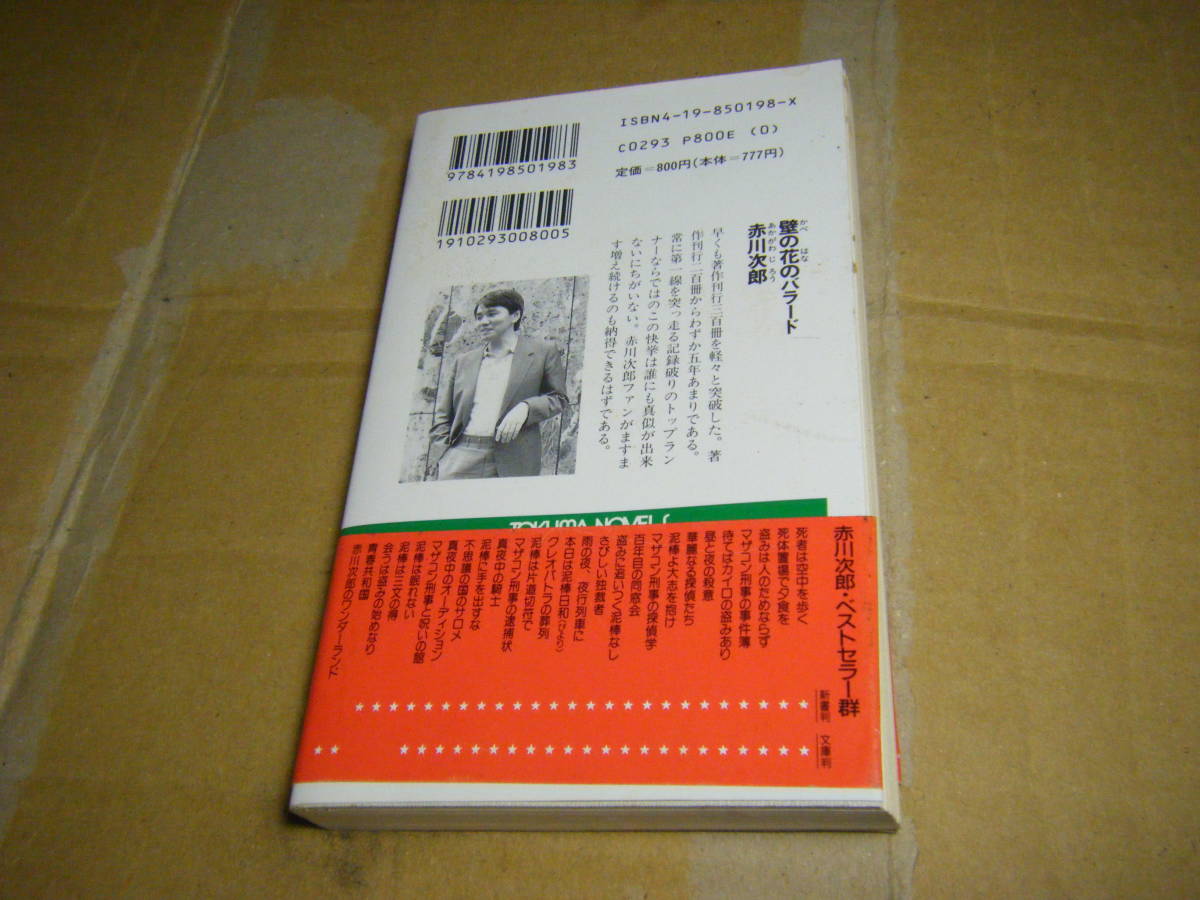 ISBN4-19-850198-X
C0293 P800E (0)
定価＝800円(本体＝777円)
9784198501983
1910293008005
かべ はな
壁の花のバラード
あかがわ じ ろう
赤川次郎
早くも著作刊行三百冊を軽々と突破した。著
作刊行二百冊からわずか五年あまりである。
常に第一線を突っ走る記録破りのトップラン
ナーならではのこの快挙は誰にも真似が出来
ないにちがいない。赤川次郎ファンがますま
す増え続けるのも納得できるはずである。
TOKUMA NOVELS
赤川次郎・ベストセラー群
新書判
文庫判
死者は空中を歩く
死体置場で夕食を
盗みは人のためならず
マザコン刑事の事件簿
待てばカイロの盗みあり
昼と夜の殺意
華麗なる探偵たち
泥棒よ大志を抱け
マザコン刑事の探偵学
百年目の同窓会
盗みに追いつく泥棒なし
さびしい独裁者
雨の夜、夜行列車に
本日は泥棒日和(びより)
クレオパトラの葬列
泥棒は片道切符で
マザコン刑事の逮捕状
真夜中の騎士
泥棒に手を出すな
不思議の国のサロメ
真夜中のオーディション
マザコン刑事と呪いの館
泥棒は眠れない
泥棒は三文の得
会うは盗みの始めなり
青春共和国
赤川次郎のワンダーランド